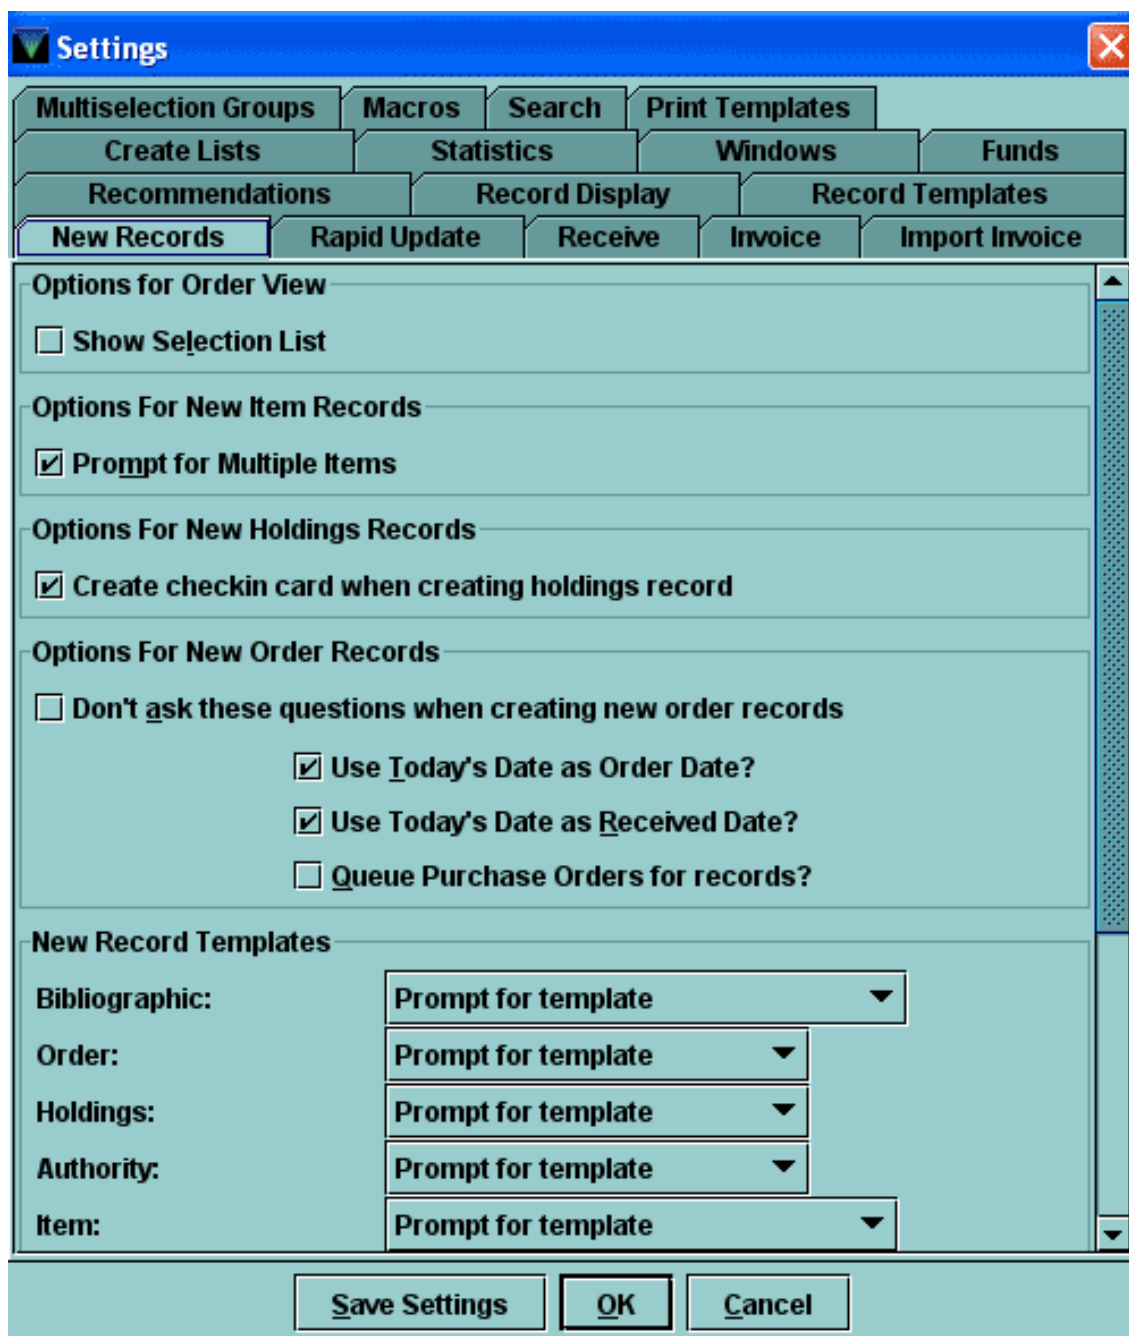 Settings
Multiselection Groups Macros Search Print Templates
Create Lists Statistics Windows Funds
Recommendations Record Display Record Templates
New Records Rapid Update Receive Invoice Import Invoice
Options for Order View
Show Selection List
Options For New Item Records
Prompt for Multiple Items
Options For New Holdings Records
Create checkin card when creating holdings record
Options For New Order Records
Don't ask these questions when creating new order records
Use Today's Date as Order Date?
Use Today's Date as Received Date?
Queue Purchase Orders for records?
New Record Templates
Bibliographic: Prompt for template
Order: Prompt for template
Holdings: Prompt for template
Authority: Prompt for template
Item: Prompt for template
Save Settings OK Cancel